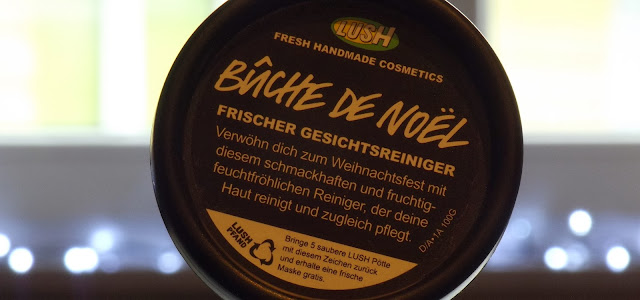 LUSH
FRESH HANDMADE COSMETICS
BÛCHE DE NOËL
FRISCHER GESICHTSREINIGER
Verwöhn dich zum Weihnachtsfest mit
diesem schmackhaften und fruchtig-
feuchtfröhlichen Reiniger, der deine
Haut reinigt und zugleich pflegt.
D/A+1A 100G
LUSH
PFAND
Bringe 5 saubere LUSH Pötte
mit diesem Zeichen zurück
und erhalte eine frische
Maske gratis.